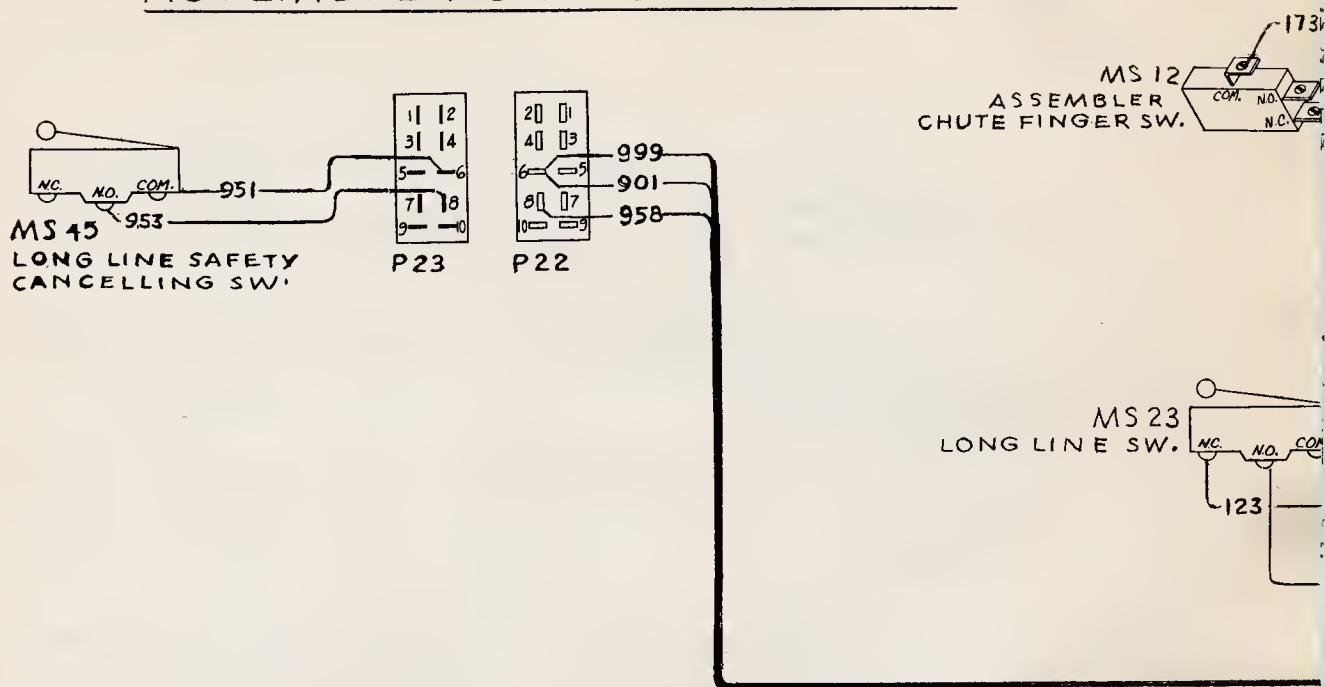 173
MS 12
ASSEMBLER
CHUTE FINGER SW.
COM. N.O.
N.C.
1 2
3 4
5 6
7 8
9 10
P23
2 1
4 3
6 5
8 7
10 9
P22
999
901
958
N.C. N.O. COM.
951
953
MS 45
LONG LINE SAFETY
CANCELLING SW.
MS 23
LONG LINE SW.
N.C. N.O.
123